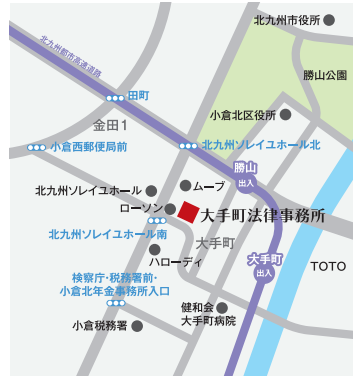 北九州市役所
北九州都市高速道路
勝山公園
田町
小倉北区役所
金田1
小倉西郵便局前
北九州ソレイユホール北
勝山
出入
ムーブ
北九州ソレイユホール
ローソン
大手町法律事務所
北九州ソレイユホール南
大手町
ハローディ
大手町
出入
TOTO
検察庁・税務署前・
小倉北年金事務所入口
健和会
大手町病院
小倉税務署